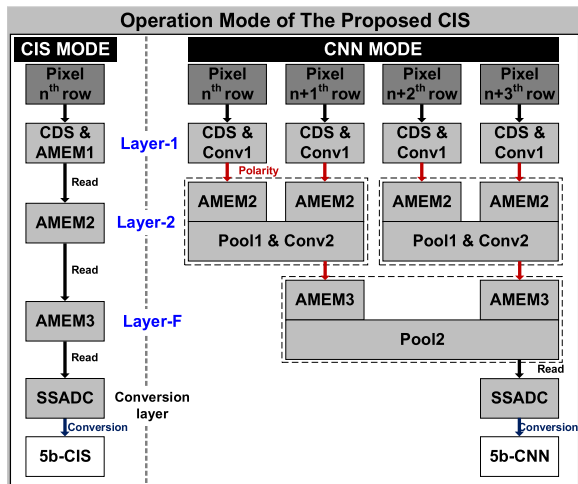 Operation Mode of The Proposed CIS
CIS MODE
CNN MODE
Pixel
nth row
Pixel
nth row
Pixel
n+1th row
Pixel
n+2th row
Pixel
n+3th row
CDS &
AMEM1
Layer-1
CDS &
Conv1
CDS &
Conv1
CDS &
Conv1
CDS &
Conv1
Read
Polarity
AMEM2
Layer-2
AMEM2
AMEM2
AMEM2
AMEM2
Pool1 & Conv2
Pool1 & Conv2
Read
AMEM3
Layer-F
AMEM3
AMEM3
Pool2
Read
Read
SSADC
Conversion
layer
SSADC
Conversion
Conversion
5b-CIS
5b-CNN